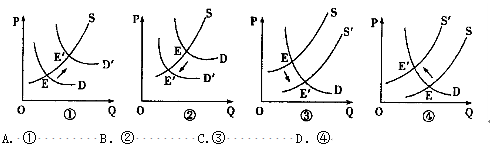 P S E' E D' D O Q ①
P S E E' D D' O Q ②
P S S' E E' D O Q ③
P S' S E' E D O Q ④
A. ① B. ② C.③ D. ④